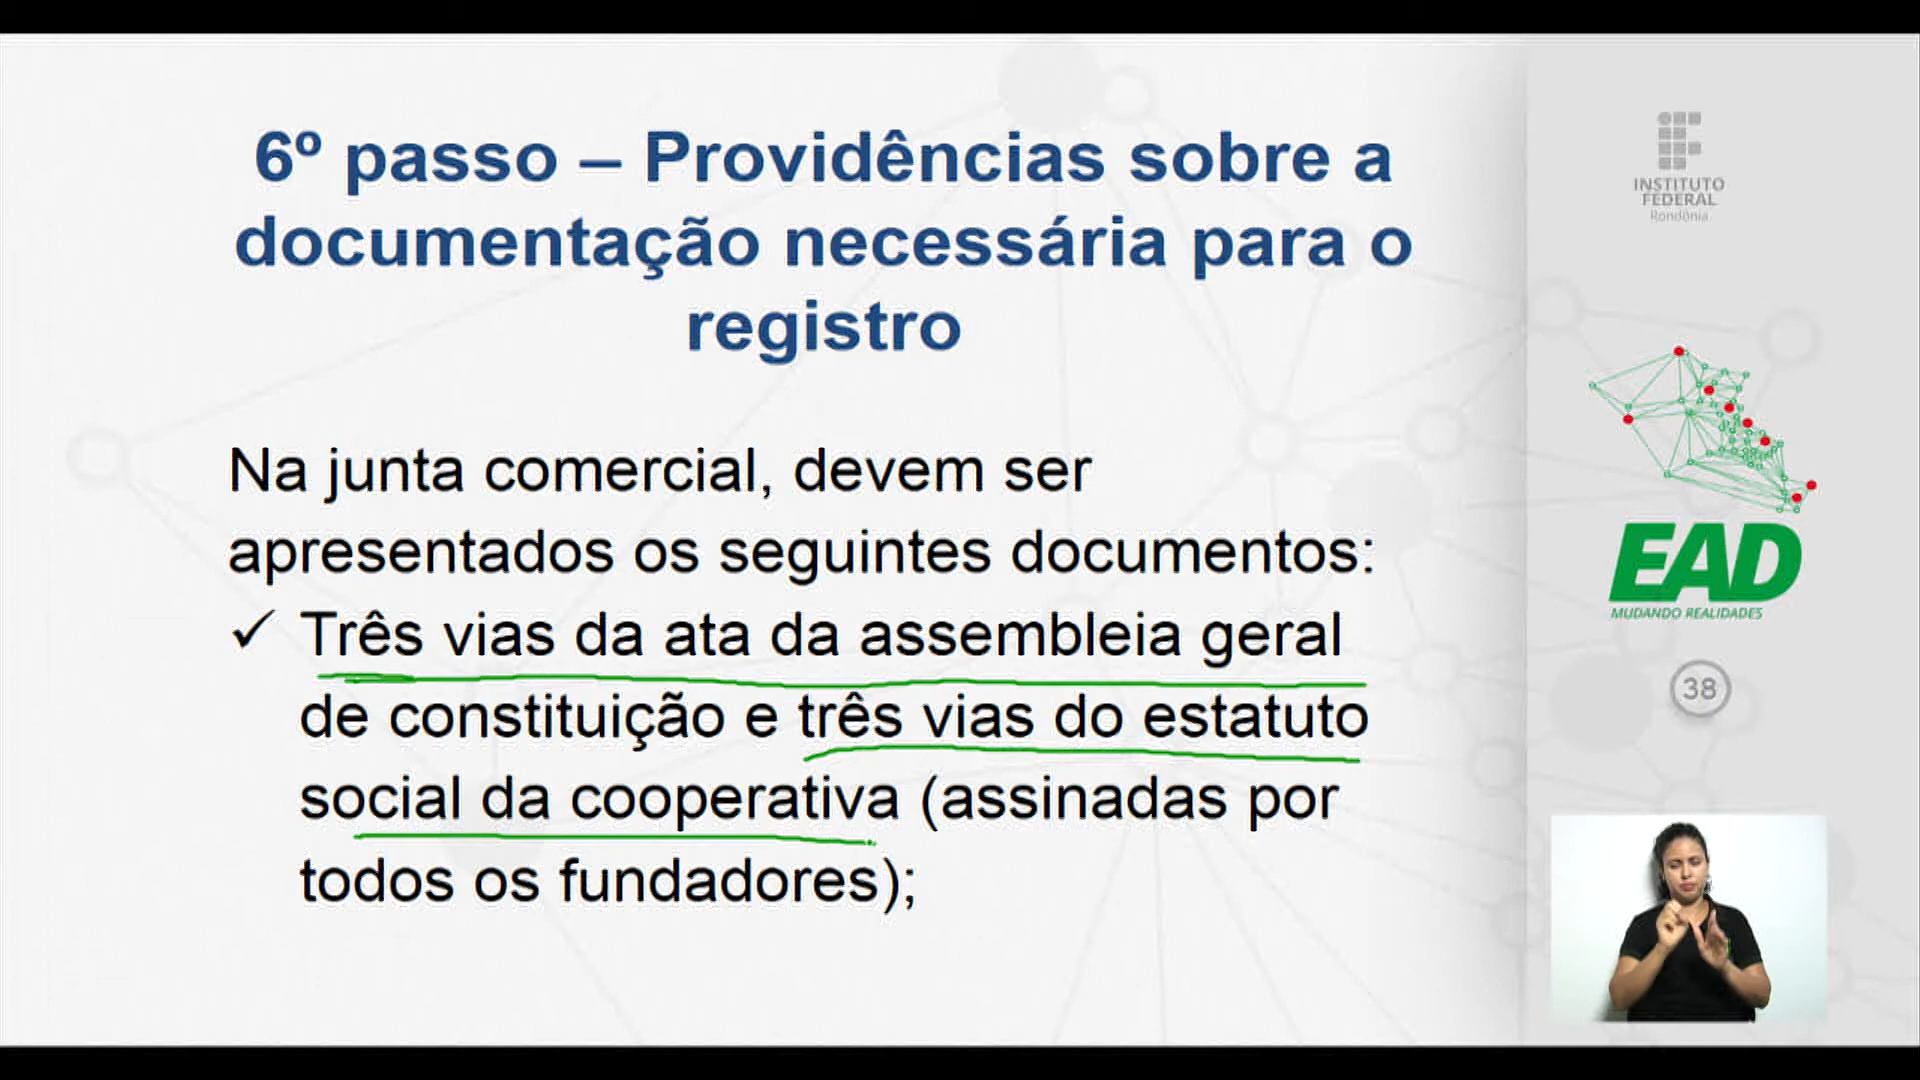 6º passo – Providências sobre a
documentação necessária para o
registro
Na junta comercial, devem ser
apresentados os seguintes documentos:
✓ Três vias da ata da assembleia geral
de constituição e três vias do estatuto
social da cooperativa (assinadas por
todos os fundadores);
INSTITUTO
FEDERAL
Rondônia
EAD
MUDANDO REALIDADES
38